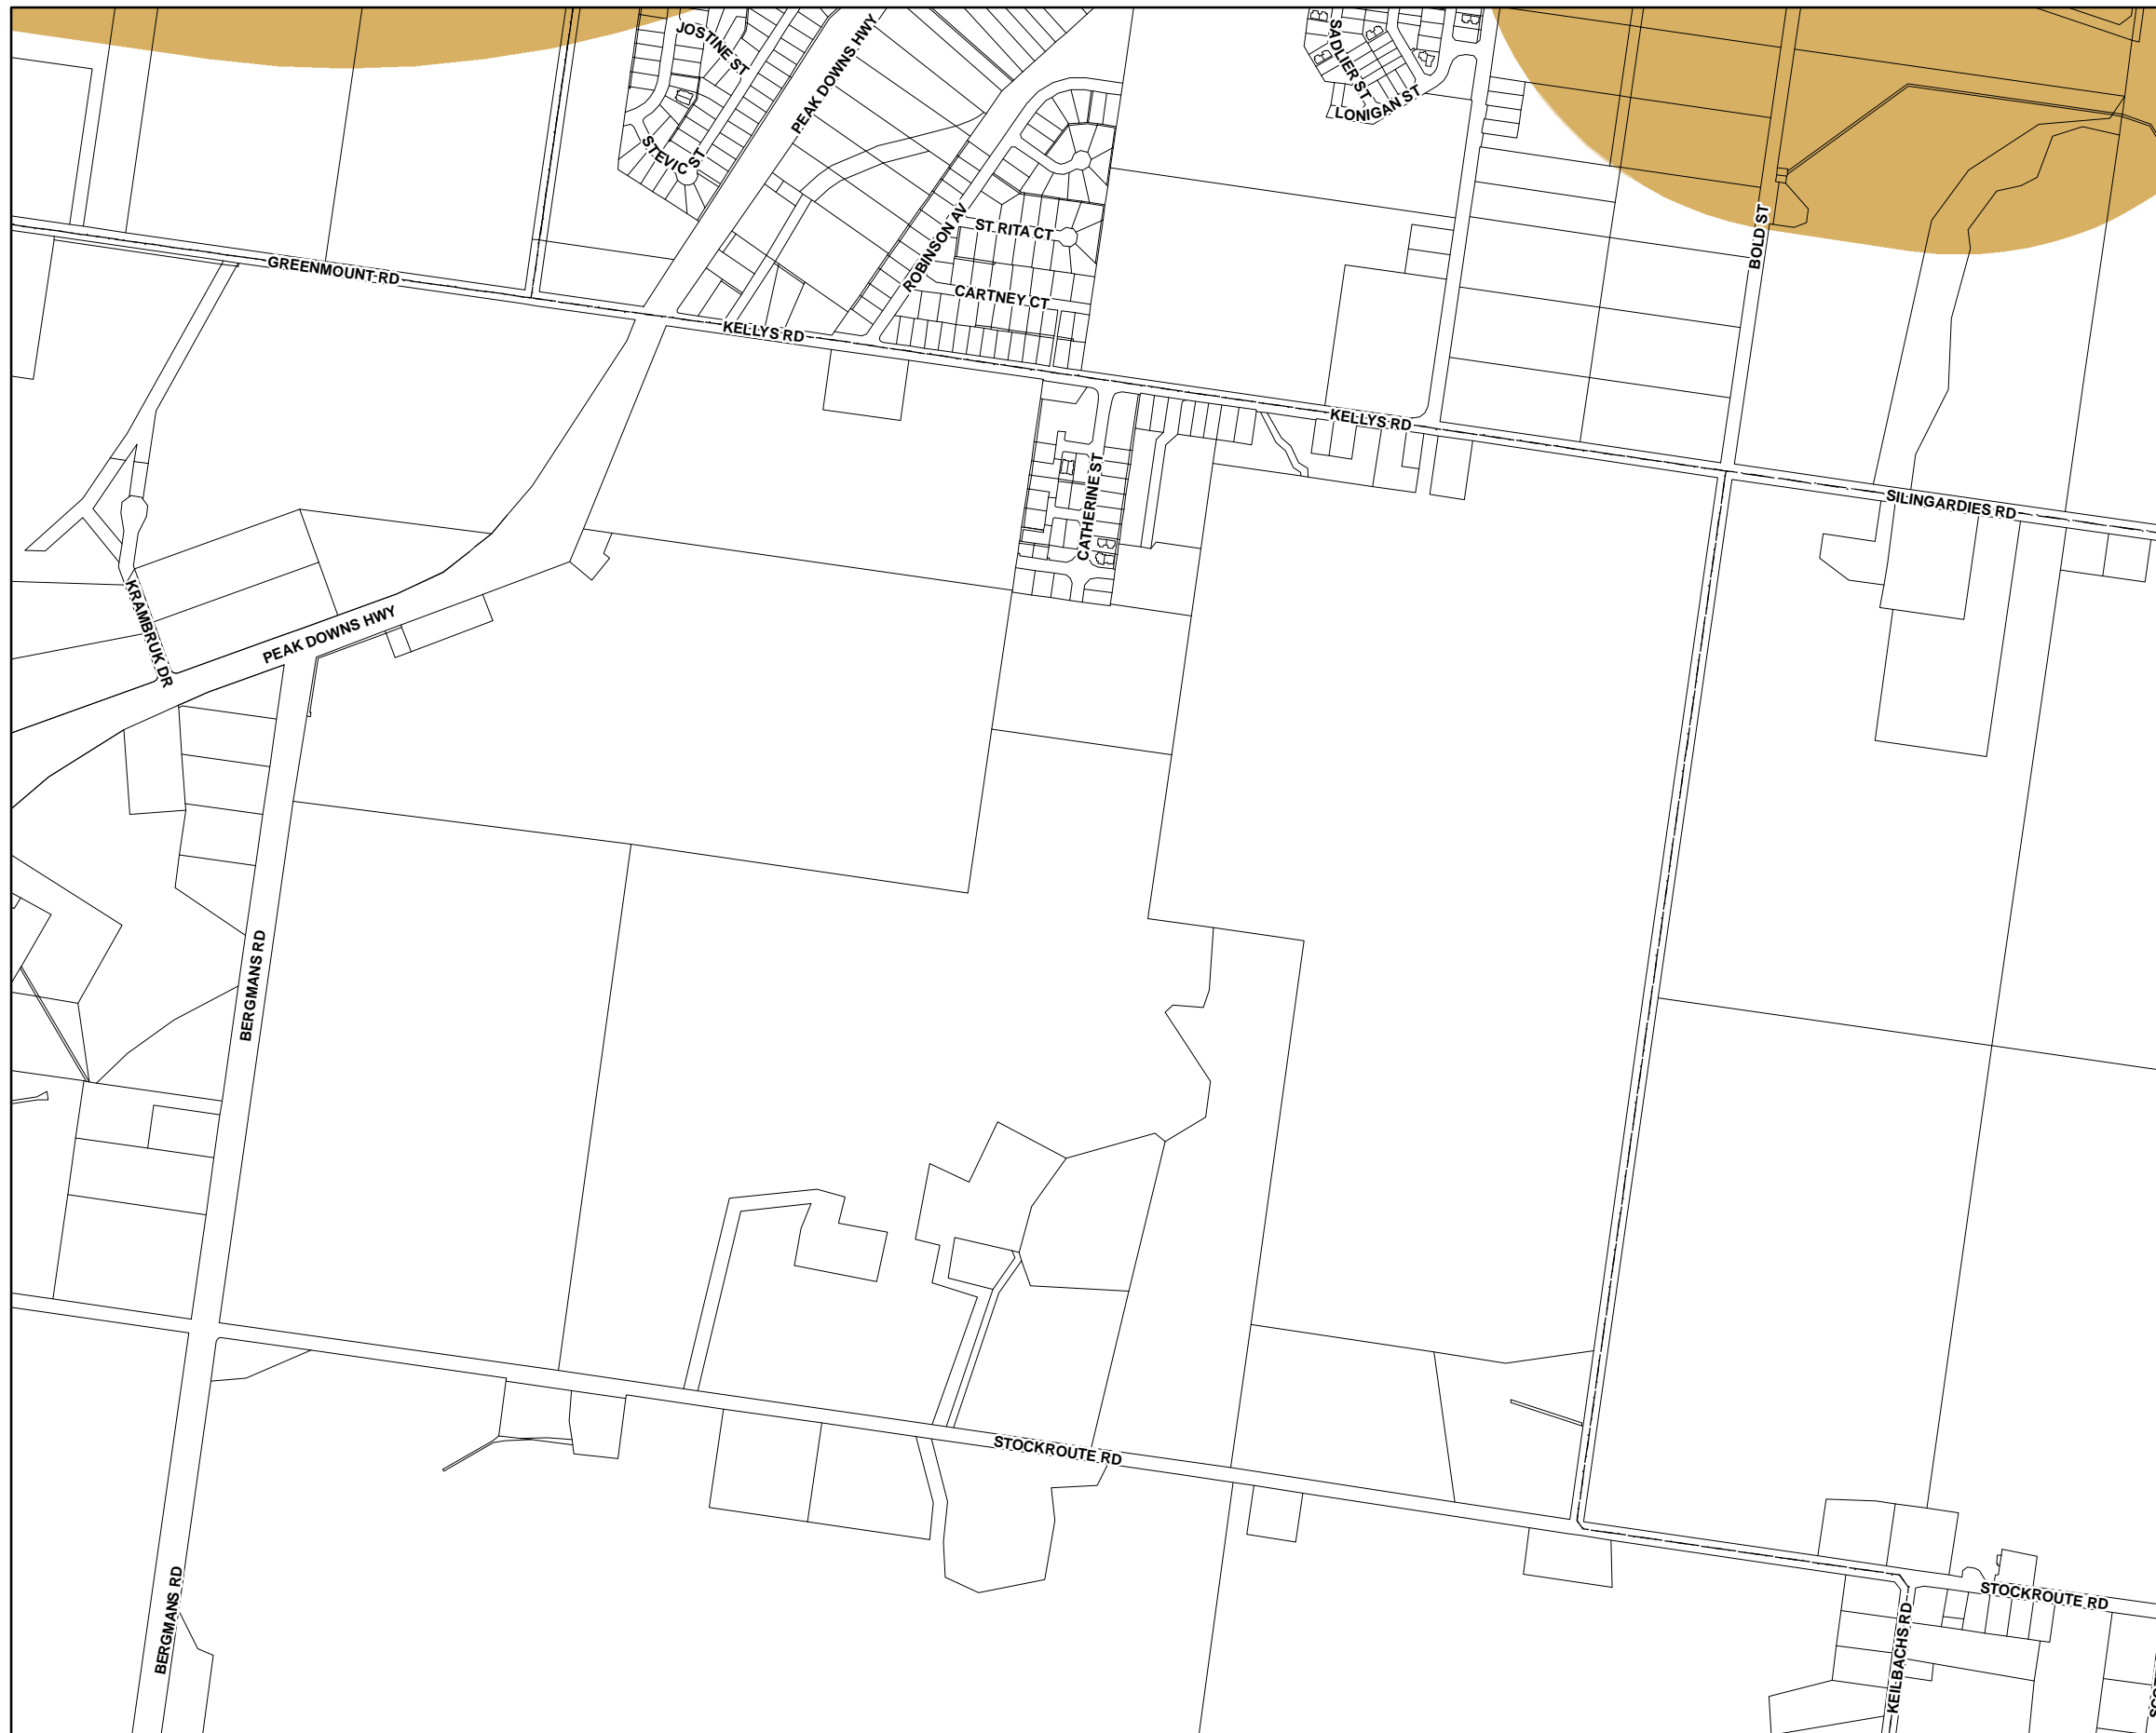 JOSTINE ST
PEAK DOWNS HWY
SADLIER ST
LONIGAN ST
STEVIC ST
ROBINSON AV
ST RITA CT
BOLD ST
GREENMOUNT RD
CARTNEY CT
KELLYS RD
KELLYS RD
CATHERINE ST
SILINGARDIES RD
KRAMBRUK DR
PEAK DOWNS HWY
BERGMANS RD
STOCKROUTE RD
STOCKROUTE RD
BERGMANS RD
KEILBACHS RD